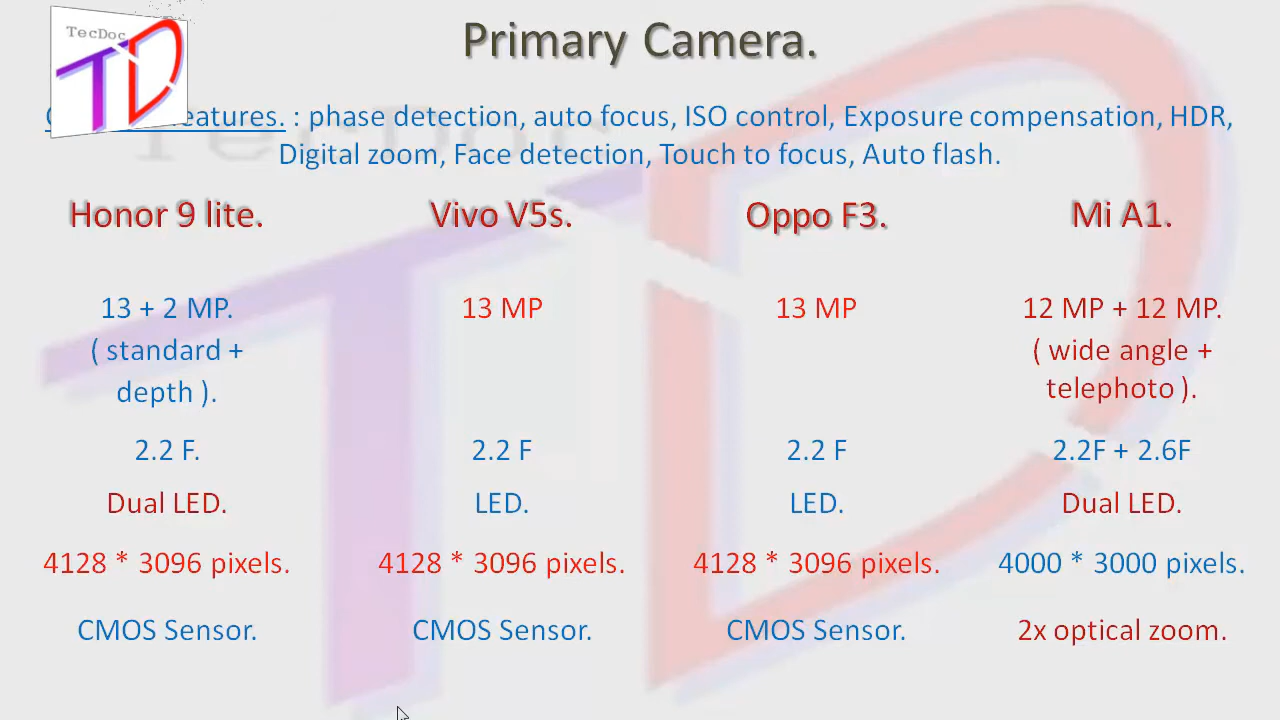 TecDoc
Primary Camera.
features. : phase detection, auto focus, ISO control, Exposure compensation, HDR,
Digital zoom, Face detection, Touch to focus, Auto flash.
Honor 9 lite. Vivo V5s. Oppo F3. Mi A1.
13 + 2 MP. 13 MP 13 MP 12 MP + 12 MP.
( standard + ( wide angle +
depth ). telephoto ).
2.2 F. 2.2 F 2.2 F 2.2F + 2.6F
Dual LED. LED. LED. Dual LED.
4128 * 3096 pixels. 4128 * 3096 pixels. 4128 * 3096 pixels. 4000 * 3000 pixels.
CMOS Sensor. CMOS Sensor. CMOS Sensor. 2x optical zoom.